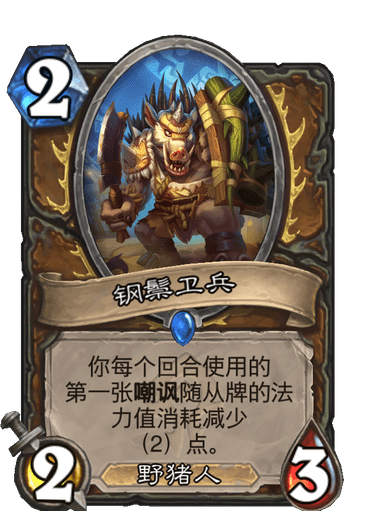 2
钢鬃卫兵
你每个回合使用的
第一张嘲讽随从牌的法
力值消耗减少
（2）点。
2
野猪人
3